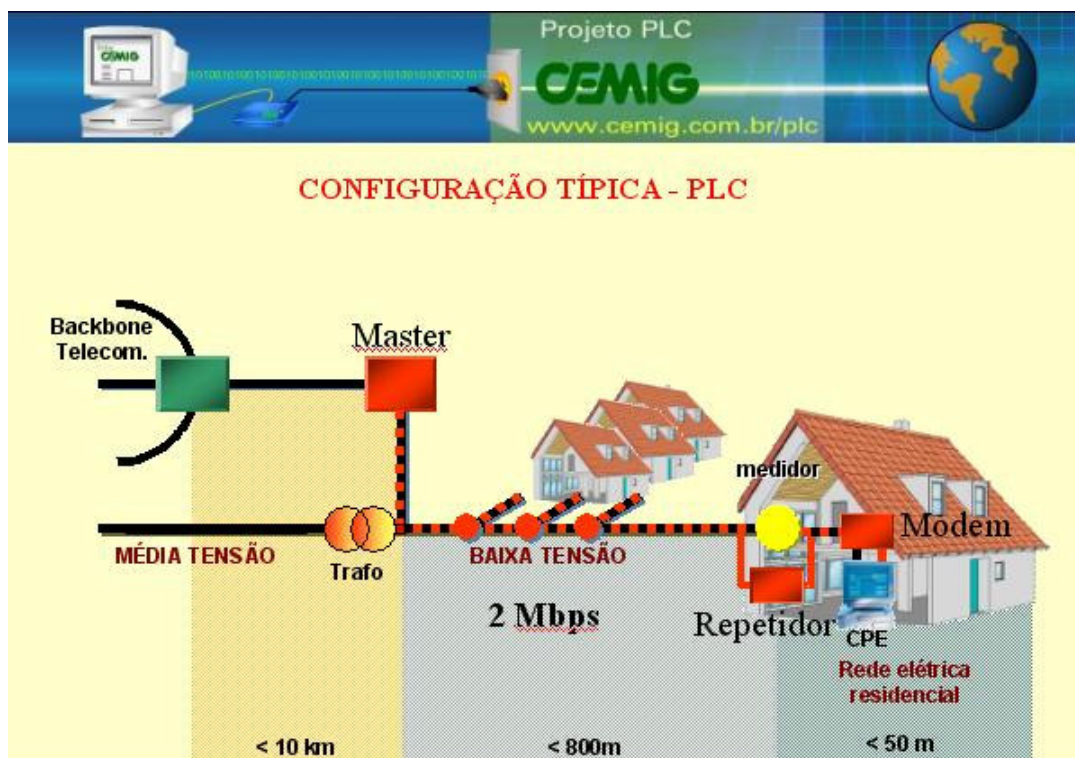 Projeto PLC
CEMIG
CEMIG
www.cemig.com.br/plc
CONFIGURAÇÃO TÍPICA - PLC
Backbone
Telecom.
Master
medidor
Modem
MÉDIA TENSÃO
Trafo
BAIXA TENSÃO
2 Mbps
Repetidor
CPE
Rede elétrica
residencial
< 10 km
< 800m
< 50 m